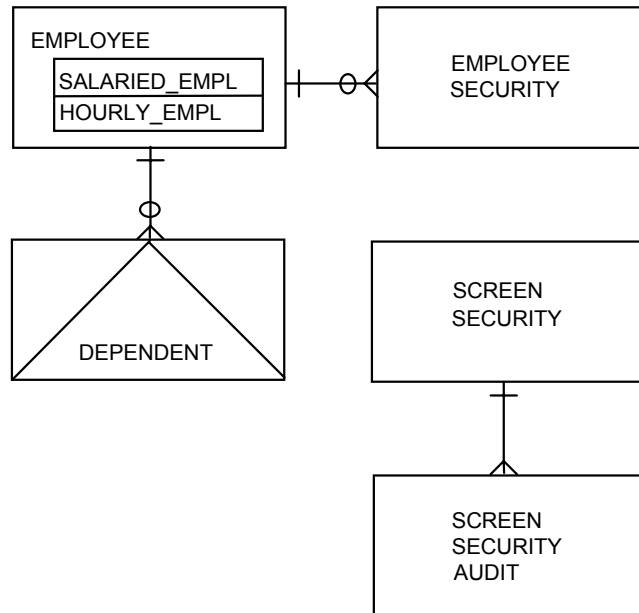 EMPLOYEE
SALARIED_EMPL
HOURLY_EMPL
EMPLOYEE
SECURITY
DEPENDENT
SCREEN
SECURITY
SCREEN
SECURITY
AUDIT